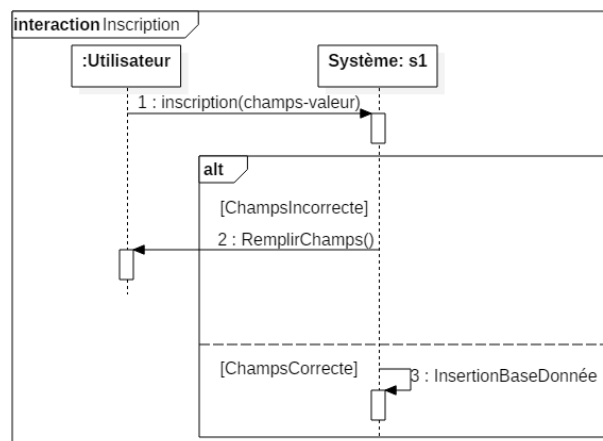 interaction Inscription
:Utilisateur
Système: s1
1 : inscription(champs-valeur)
alt
[ChampsIncorrecte]
2 : RemplirChamps()
[ChampsCorrecte]
3 : InsertionBaseDonnée